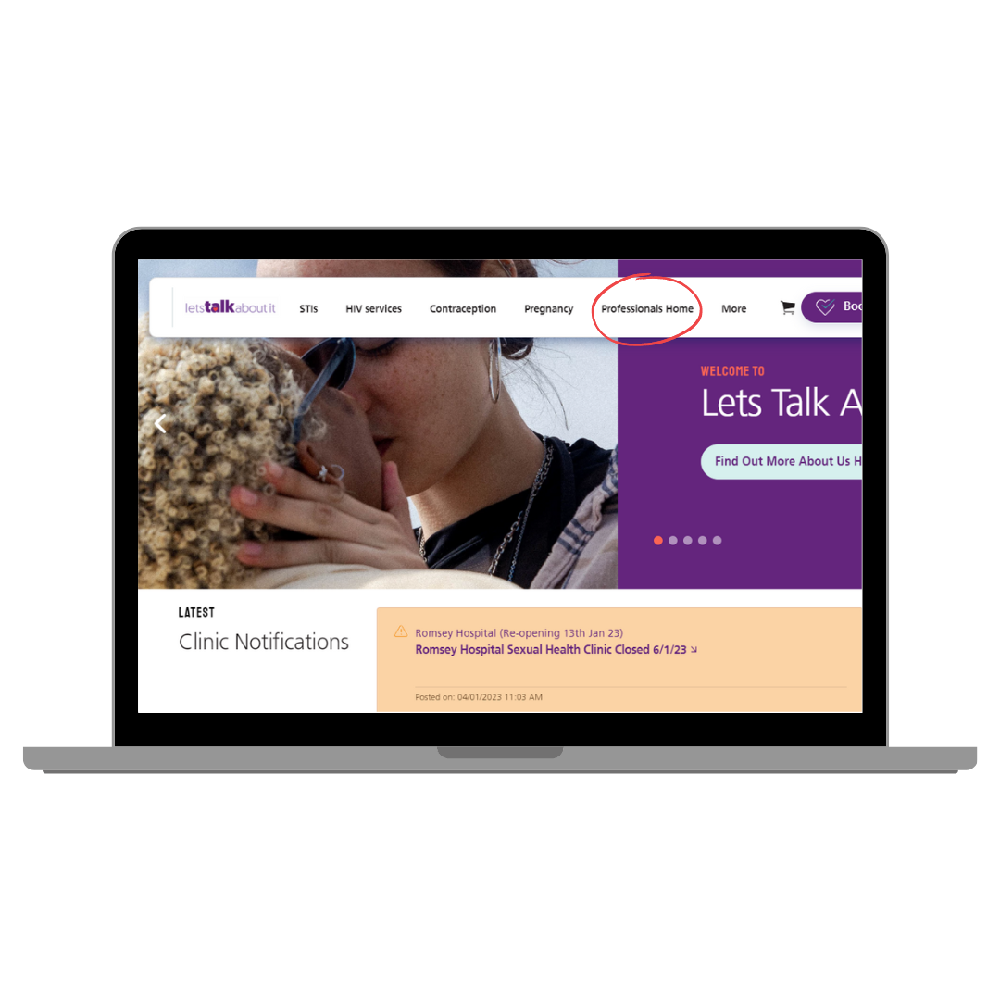 letstalkaboutit
STIs
HIV services
Contraception
Pregnancy
Professionals Home
More
Boo
WELCOME TO
Lets Talk A
Find Out More About Us H
LATEST
Clinic Notifications
Romsey Hospital (Re-opening 13th Jan 23)
Romsey Hospital Sexual Health Clinic Closed 6/1/23
Posted on: 04/01/2023 11:03 AM